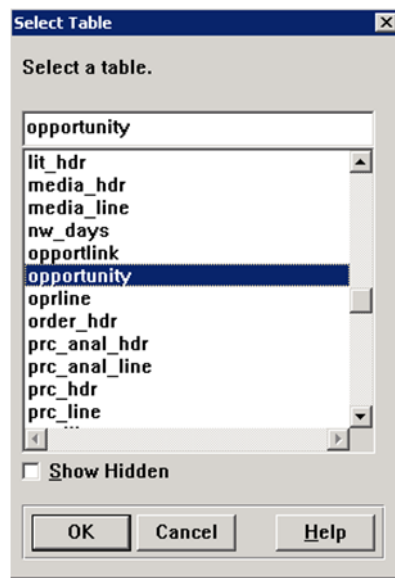 Select Table
Select a table.
opportunity
lit_hdr
media_hdr
media_line
nw_days
opportlink
opportunity
oprline
order_hdr
prc_anal_hdr
prc_anal_line
prc_hdr
prc_line
Show Hidden
OK Cancel Help